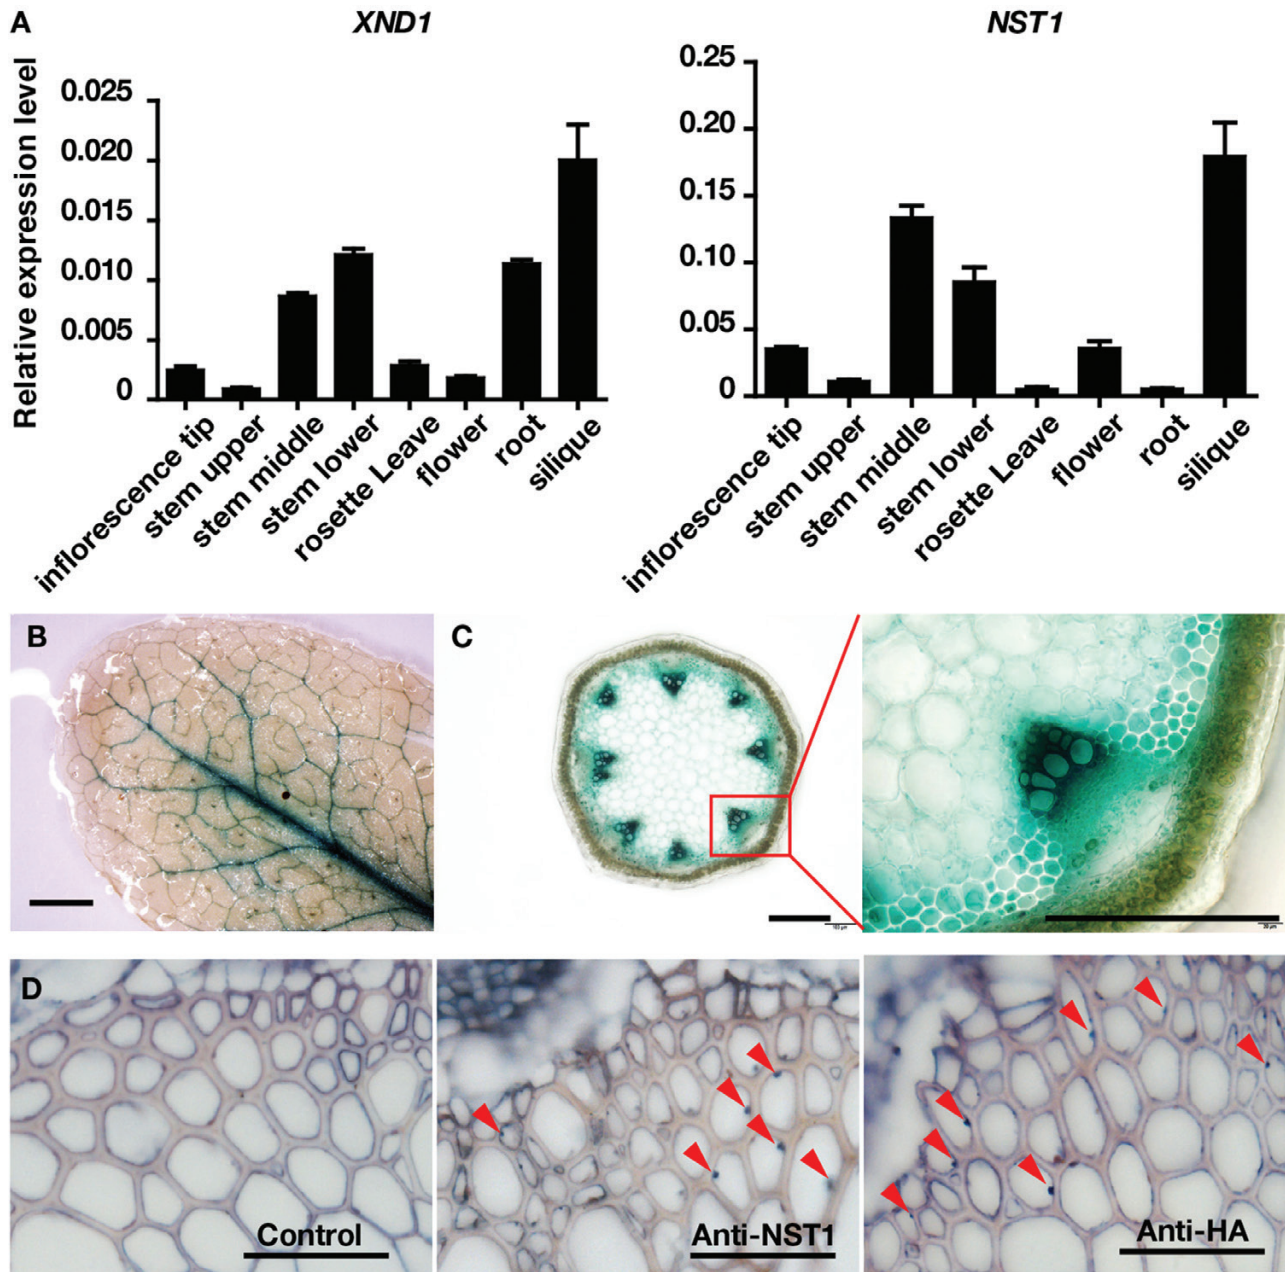 A
XND1
NST1
Relative expression level
0.025
0.020
0.015
0.010
0.005
0
inflorescence tip
stem upper
stem middle
stem lower
rosette Leave
flower
root
silique
0.25
0.20
0.15
0.10
0.05
0
inflorescence tip
stem upper
stem middle
stem lower
rosette Leave
flower
root
silique
B
C
D
Control
Anti-NST1
Anti-HA